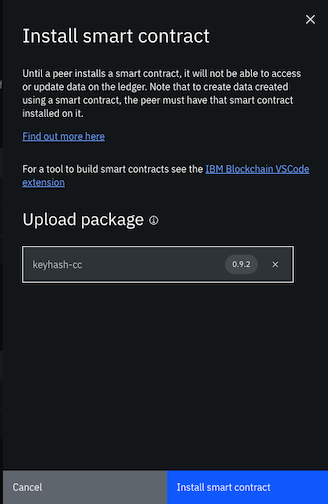 Install smart contract
Until a peer installs a smart contract, it will not be able to access
or update data on the ledger. Note that to create data created
using a smart contract, the peer must have that smart contract
installed on it.
Find out more here
For a tool to build smart contracts see the IBM Blockchain VSCode
extension
Upload package
keyhash-cc 0.9.2
Cancel Install smart contract